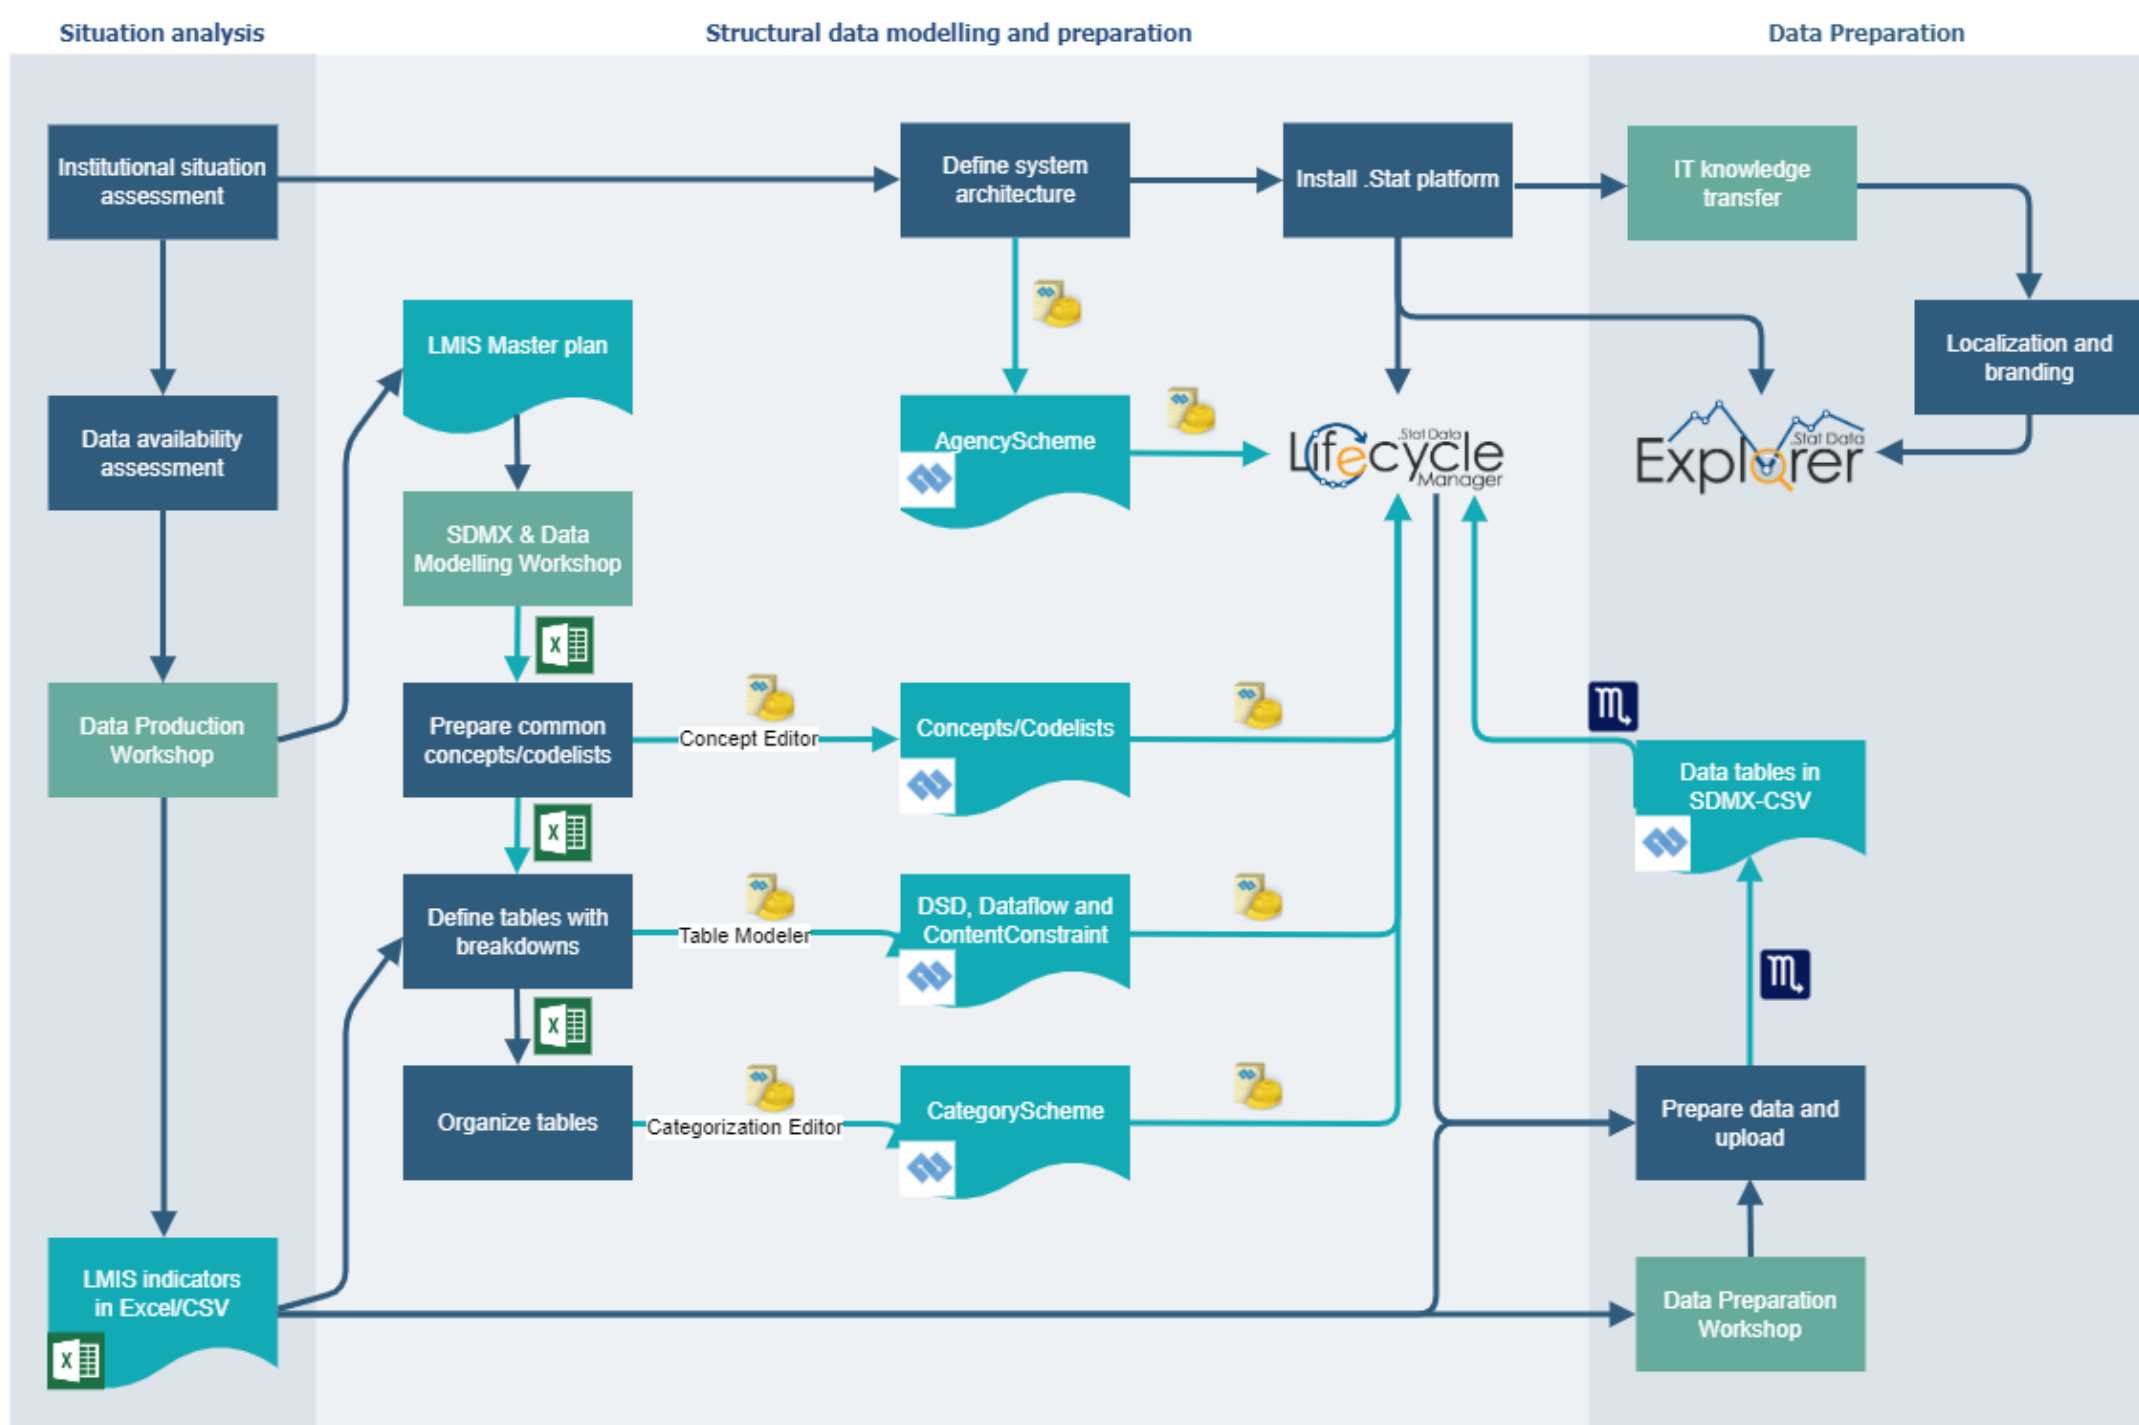 Situation analysis
Structural data modelling and preparation
Data Preparation
Institutional situation
assessment
Define system
architecture
Install .Stat platform
IT knowledge
transfer
LMIS Master plan
Localization and
branding
Data availability
assessment
AgencyScheme
.Stat Data
Lifecycle
Manager
.Stat Data
Explorer
SDMX & Data
Modelling Workshop
Data Production
Workshop
Prepare common
concepts/codelists
Concept Editor
Concepts/Codelists
Data tables in
SDMX-CSV
Define tables with
breakdowns
Table Modeler
DSD, Dataflow and
ContentConstraint
Organize tables
Categorization Editor
CategoryScheme
Prepare data and
upload
LMIS indicators
in Excel/CSV
Data Preparation
Workshop